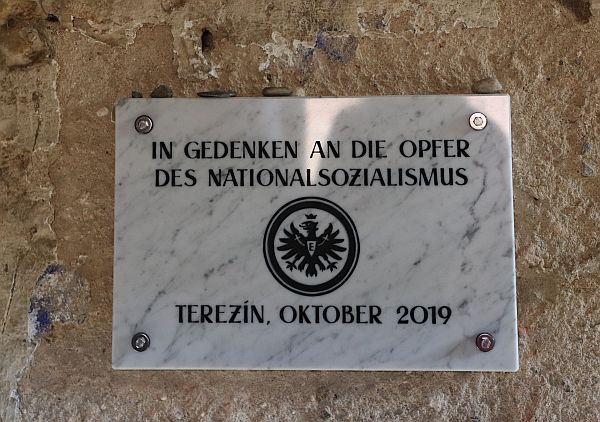 IN GEDENKEN AN DIE OPFER
DES NATIONALSOZIALISMUS
E
TEREZÍN, OKTOBER 2019